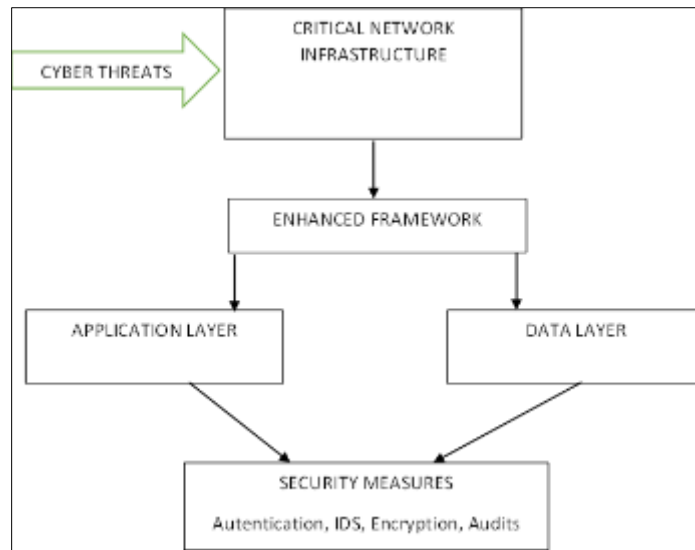 CRITICAL NETWORK
INFRASTRUCTURE
CYBER THREATS
ENHANCED FRAMEWORK
APPLICATION LAYER
DATA LAYER
SECURITY MEASURES
Autentication, IDS, Encryption, Audits